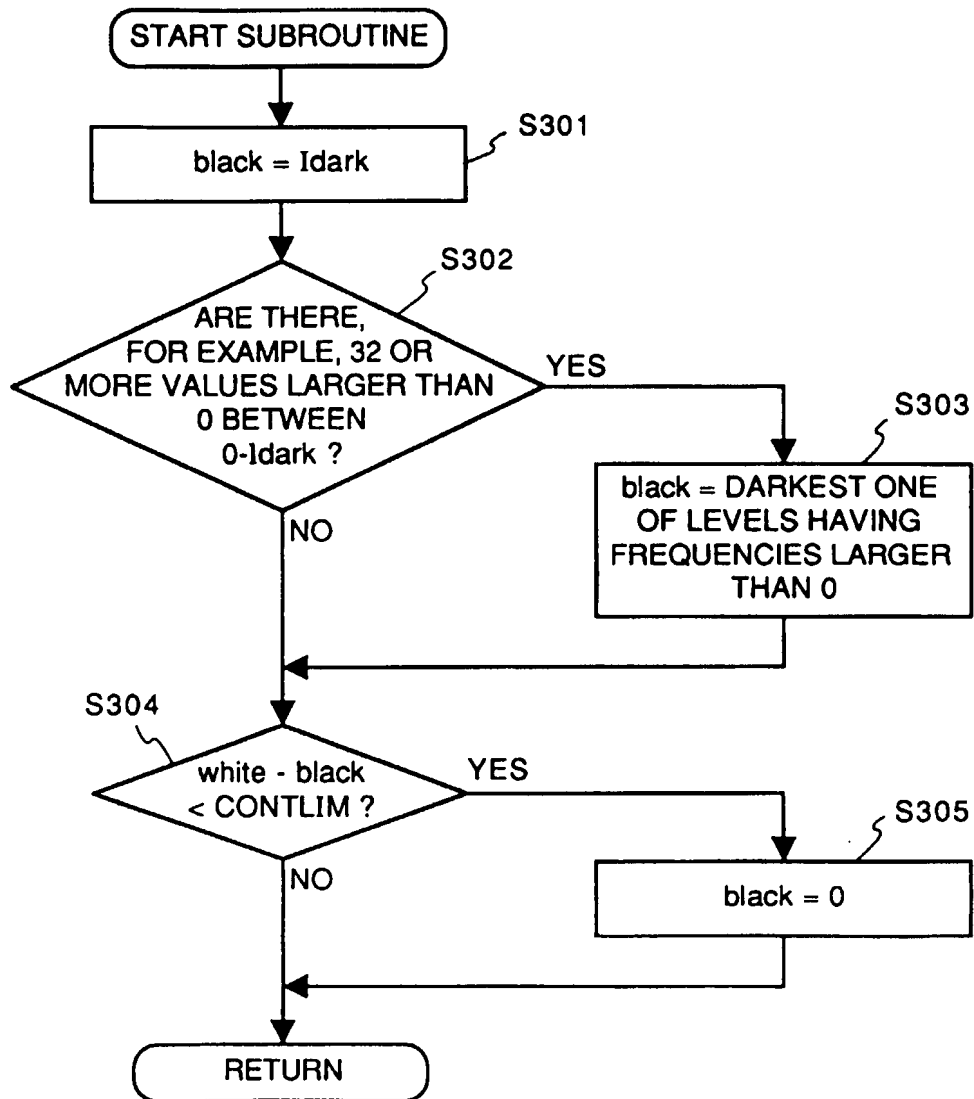 START SUBROUTINE
S301
black = Idark
S302
ARE THERE,
FOR EXAMPLE, 32 OR
MORE VALUES LARGER THAN
0 BETWEEN
0-Idark ?
YES
NO
S303
black = DARKEST ONE
OF LEVELS HAVING
FREQUENCIES LARGER
THAN 0
S304
white - black
< CONTLIM ?
YES
NO
S305
black = 0
RETURN